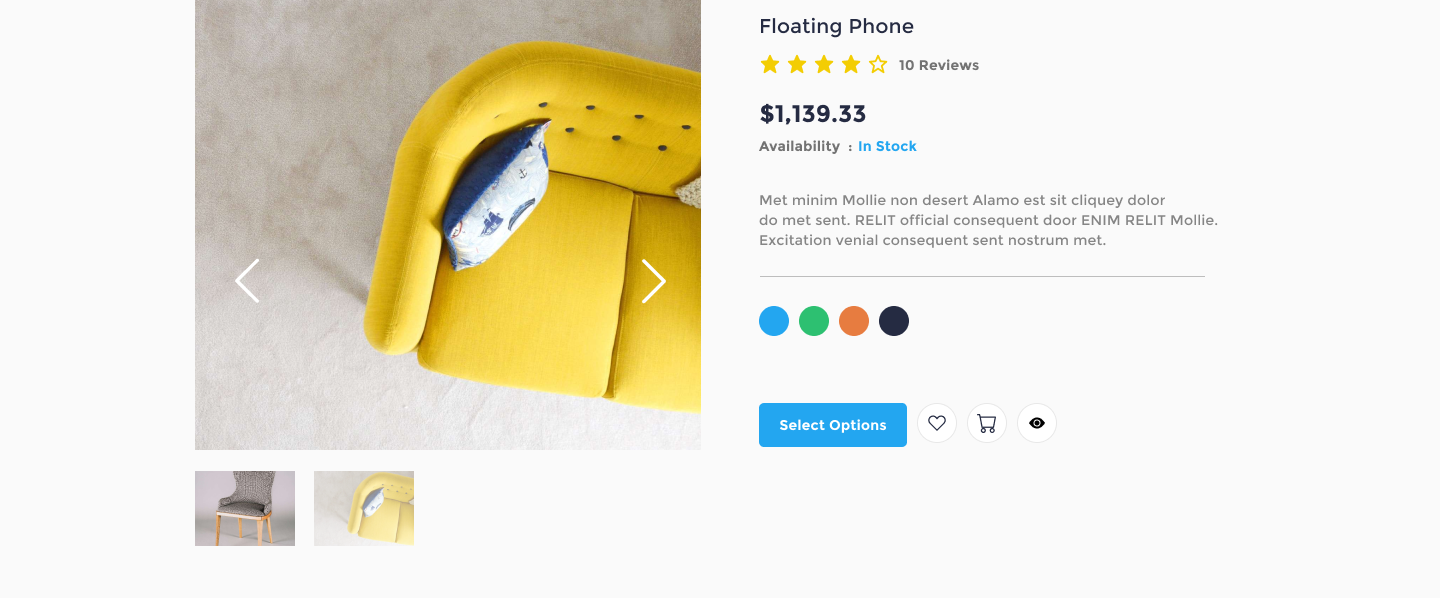 Floating Phone
10 Reviews
$1,139.33
Availability : In Stock
Met minim Mollie non desert Alamo est sit cliquey dolor
do met sent. RELIT official consequent door ENIM RELIT Mollie.
Excitation venial consequent sent nostrum met.
Select Options